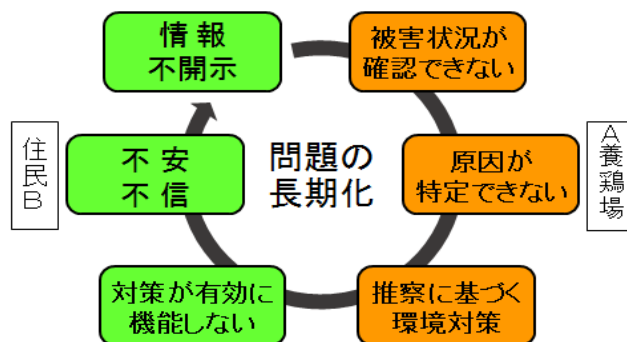 情 報
不開示
被害状況が
確認できない
住民B
不 安
不 信
問題の
長期化
原因が
特定できない
A養鶏場
対策が有効に
機能しない
推察に基づく
環境対策